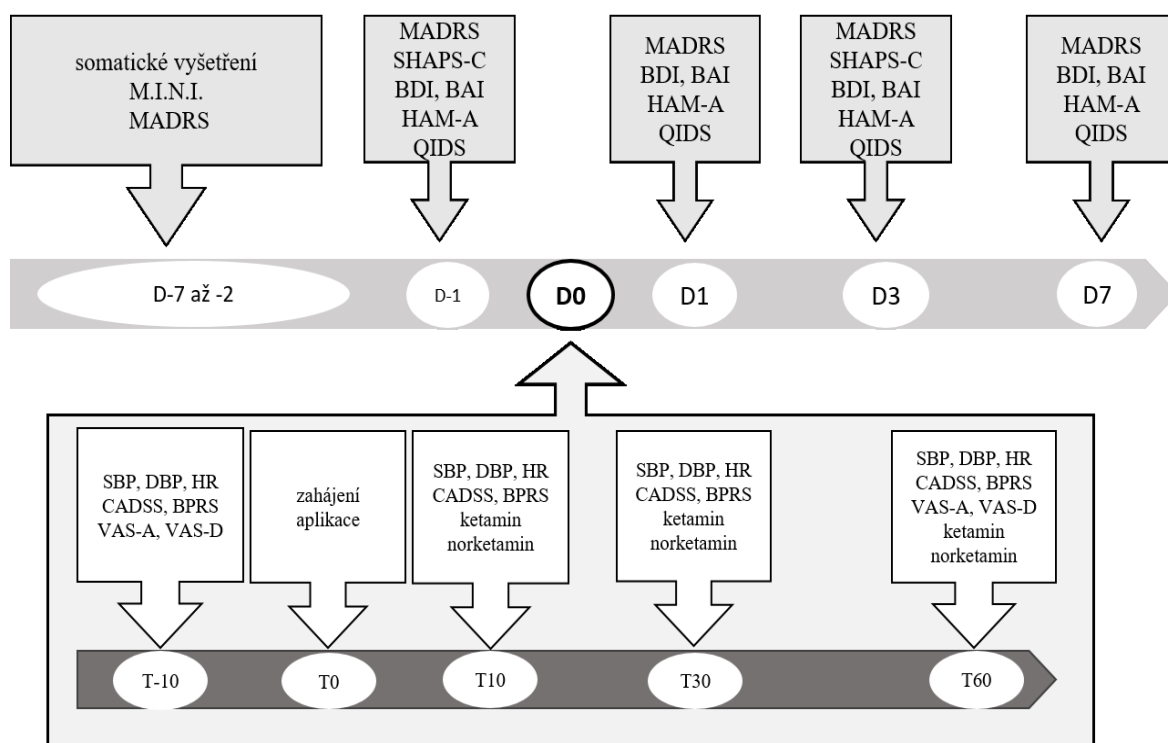 somatické vyšetření
M.I.N.I.
MADRS
MADRS
SHAPS-C
BDI, BAI
HAM-A
QIDS
MADRS
BDI, BAI
HAM-A
QIDS
MADRS
SHAPS-C
BDI, BAI
HAM-A
QIDS
MADRS
BDI, BAI
HAM-A
QIDS
D-7 až -2
D-1
D0
D1
D3
D7
SBP, DBP, HR
CADSS, BPRS
VAS-A, VAS-D
zahájení
aplikace
SBP, DBP, HR
CADSS, BPRS
ketamin
norketamin
SBP, DBP, HR
CADSS, BPRS
ketamin
norketamin
SBP, DBP, HR
CADSS, BPRS
VAS-A, VAS-D
ketamin
norketamin
T-10
T0
T10
T30
T60